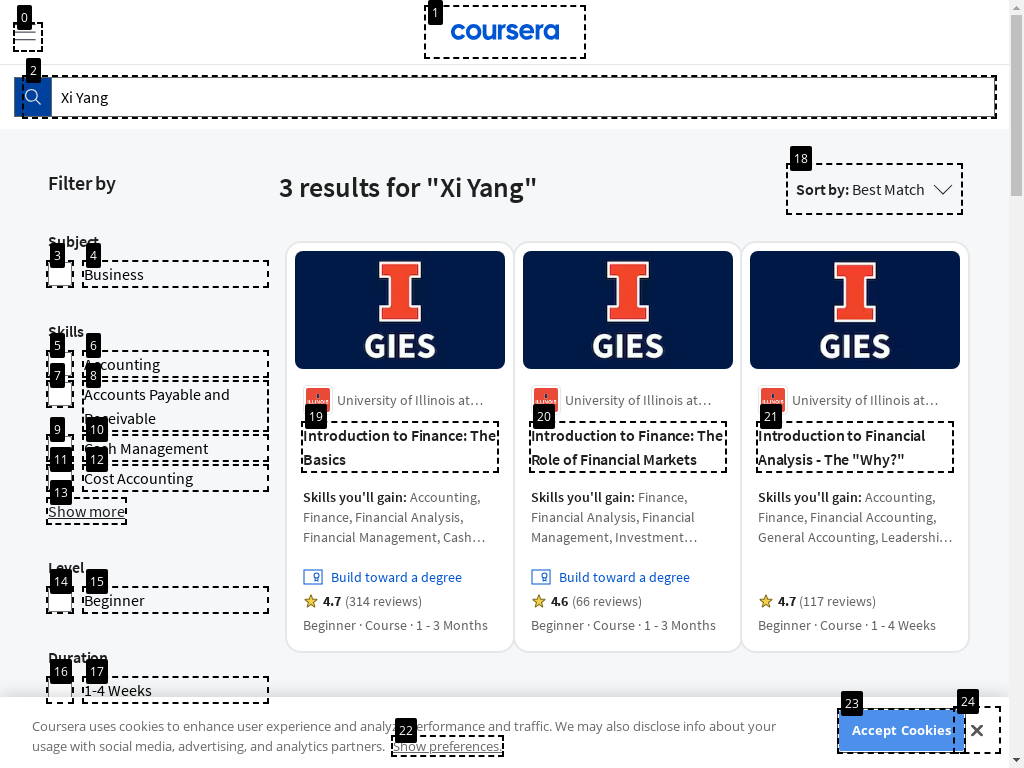 0
1
coursera
2
Xi Yang
Filter by
Subject
3
4
Business
Skills
5
6
Accounting
7
8
Accounts Payable and
Receivable
9
10
Cash Management
11
12
Cost Accounting
13
Show more
Level
14
15
Beginner
Duration
16
17
1-4 Weeks
3 results for "Xi Yang"
18
Sort by: Best Match
I
GIES
ILLINOIS
University of Illinois at…
19
Introduction to Finance: The
Basics
Skills you'll gain: Accounting,
Finance, Financial Analysis,
Financial Management, Cash…
Build toward a degree
4.7 (314 reviews)
Beginner · Course · 1 - 3 Months
I
GIES
ILLINOIS
University of Illinois at…
20
Introduction to Finance: The
Role of Financial Markets
Skills you'll gain: Finance,
Financial Analysis, Financial
Management, Investment…
Build toward a degree
4.6 (66 reviews)
Beginner · Course · 1 - 3 Months
I
GIES
ILLINOIS
University of Illinois at…
21
Introduction to Financial
Analysis - The "Why?"
Skills you'll gain: Accounting,
Finance, Financial Accounting,
General Accounting, Leadershi…
4.7 (117 reviews)
Beginner · Course · 1 - 4 Weeks
Coursera uses cookies to enhance user experience and analyze performance and traffic. We may also disclose info about your
usage with social media, advertising, and analytics partners.
22
Show preferences.
23
Accept Cookies
24